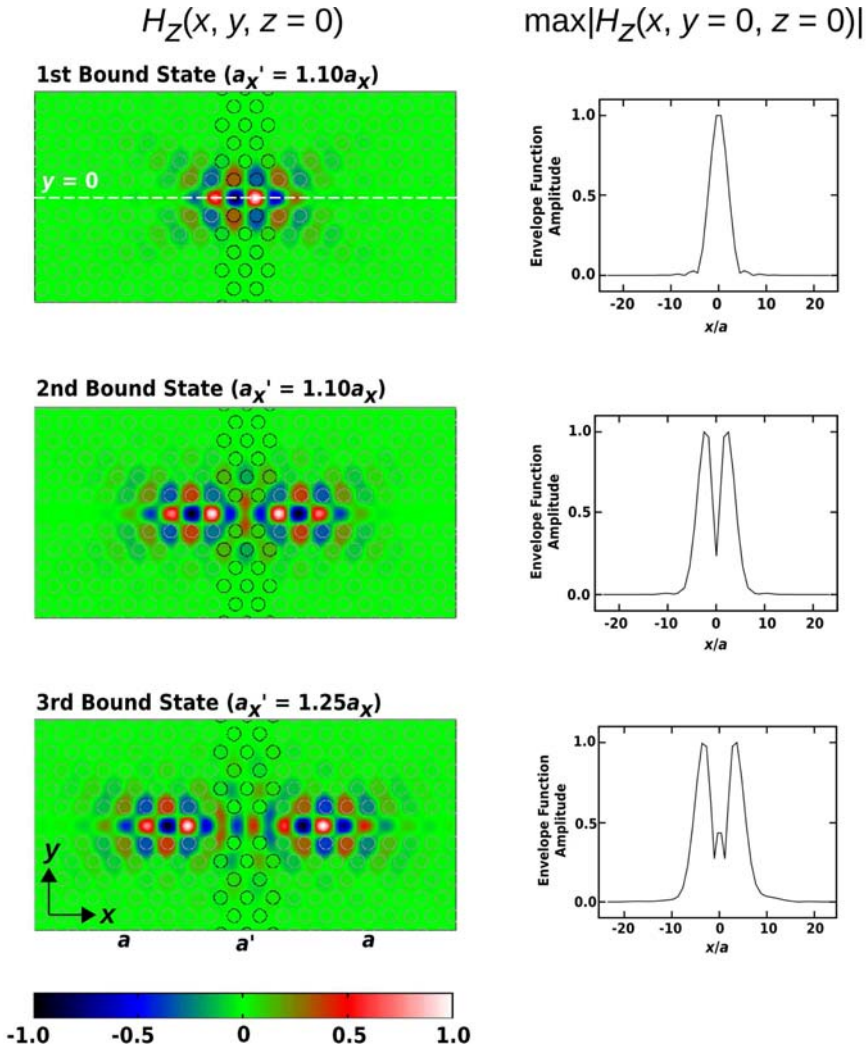 H_Z(x, y, z = 0)
max|H_Z(x, y = 0, z = 0)|
1st Bound State (a_x' = 1.10a_x)
y = 0
1.0
0.5
0.0
Envelope Function
Amplitude
-20 -10 0 10 20
x/a
2nd Bound State (a_x' = 1.10a_x)
1.0
0.5
0.0
Envelope Function
Amplitude
-20 -10 0 10 20
x/a
3rd Bound State (a_x' = 1.25a_x)
y
x
a a' a
1.0
0.5
0.0
Envelope Function
Amplitude
-20 -10 0 10 20
x/a
-1.0 -0.5 0 0.5 1.0